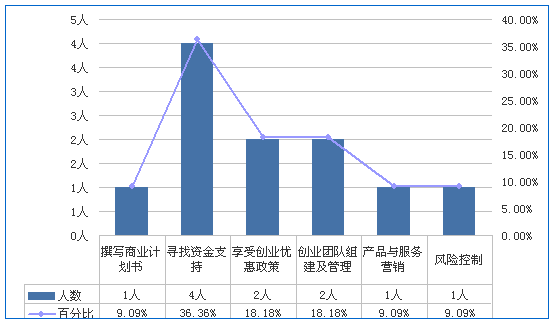 5人 40.00%
4人 35.00%
4人 30.00%
3人 25.00%
3人 20.00%
2人 15.00%
2人 10.00%
1人 5.00%
1人 0.00%
0人
撰写商业计 寻找资金支 享受创业优 创业团队组 产品与服务 风险控制
划书 持 惠政策 建及管理 营销
人数 1人 4人 2人 2人 1人 1人
百分比 9.09% 36.36% 18.18% 18.18% 9.09% 9.09%